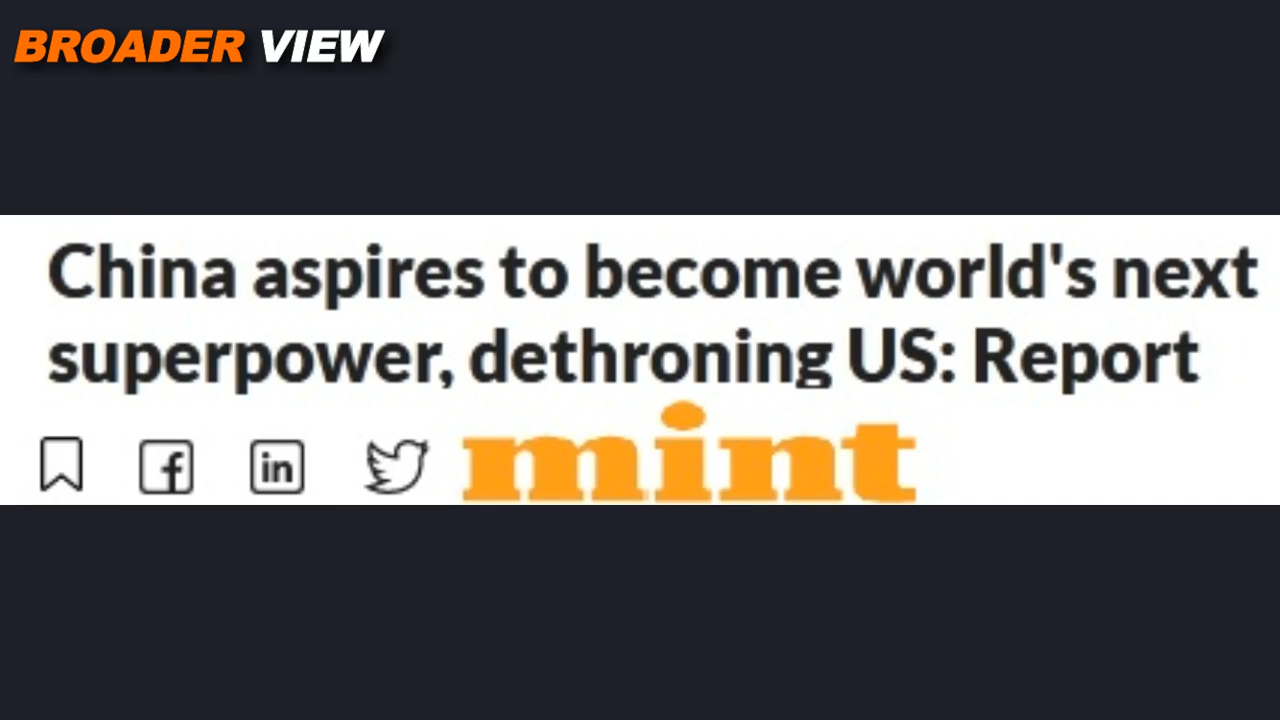 BROADER VIEW
China aspires to become world's next
superpower, dethroning US: Report
mint